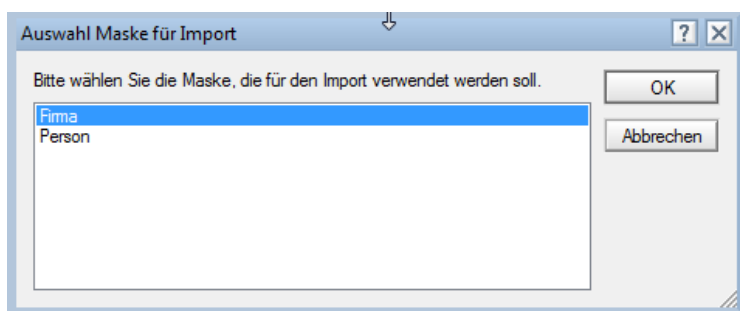 Auswahl Maske für Import
Bitte wählen Sie die Maske, die für den Import verwendet werden soll.
OK
Firma
Person
Abbrechen